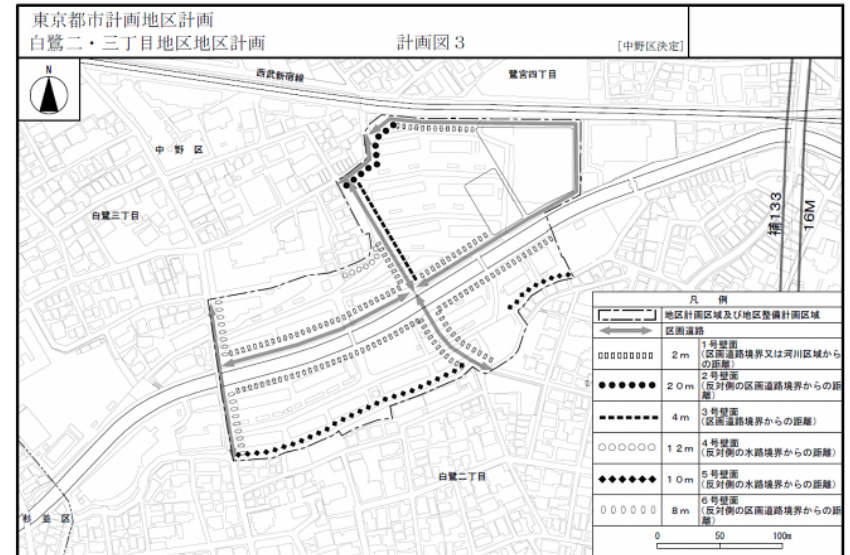 東京都市計画地区計画
白鷺二・三丁目地区地区計画
計画図3
[中野区決定]
N
西武新宿線
鷺宮四丁目
中野区
白鷺三丁目
補133
16M
白鷺二丁目
杉並区
凡 例
地区計画区域及び地区整備計画区域
区画道路
2m
1号壁面
(区画道路境界又は河川区域から
の距離)
20m
2号壁面
(反対側の区画道路境界からの距
離)
4m
3号壁面
(区画道路境界からの距離)
12m
4号壁面
(反対側の水路境界からの距離)
10m
5号壁面
(反対側の水路境界からの距離)
8m
6号壁面
(反対側の区画道路境界からの距
離)
0 50 100m